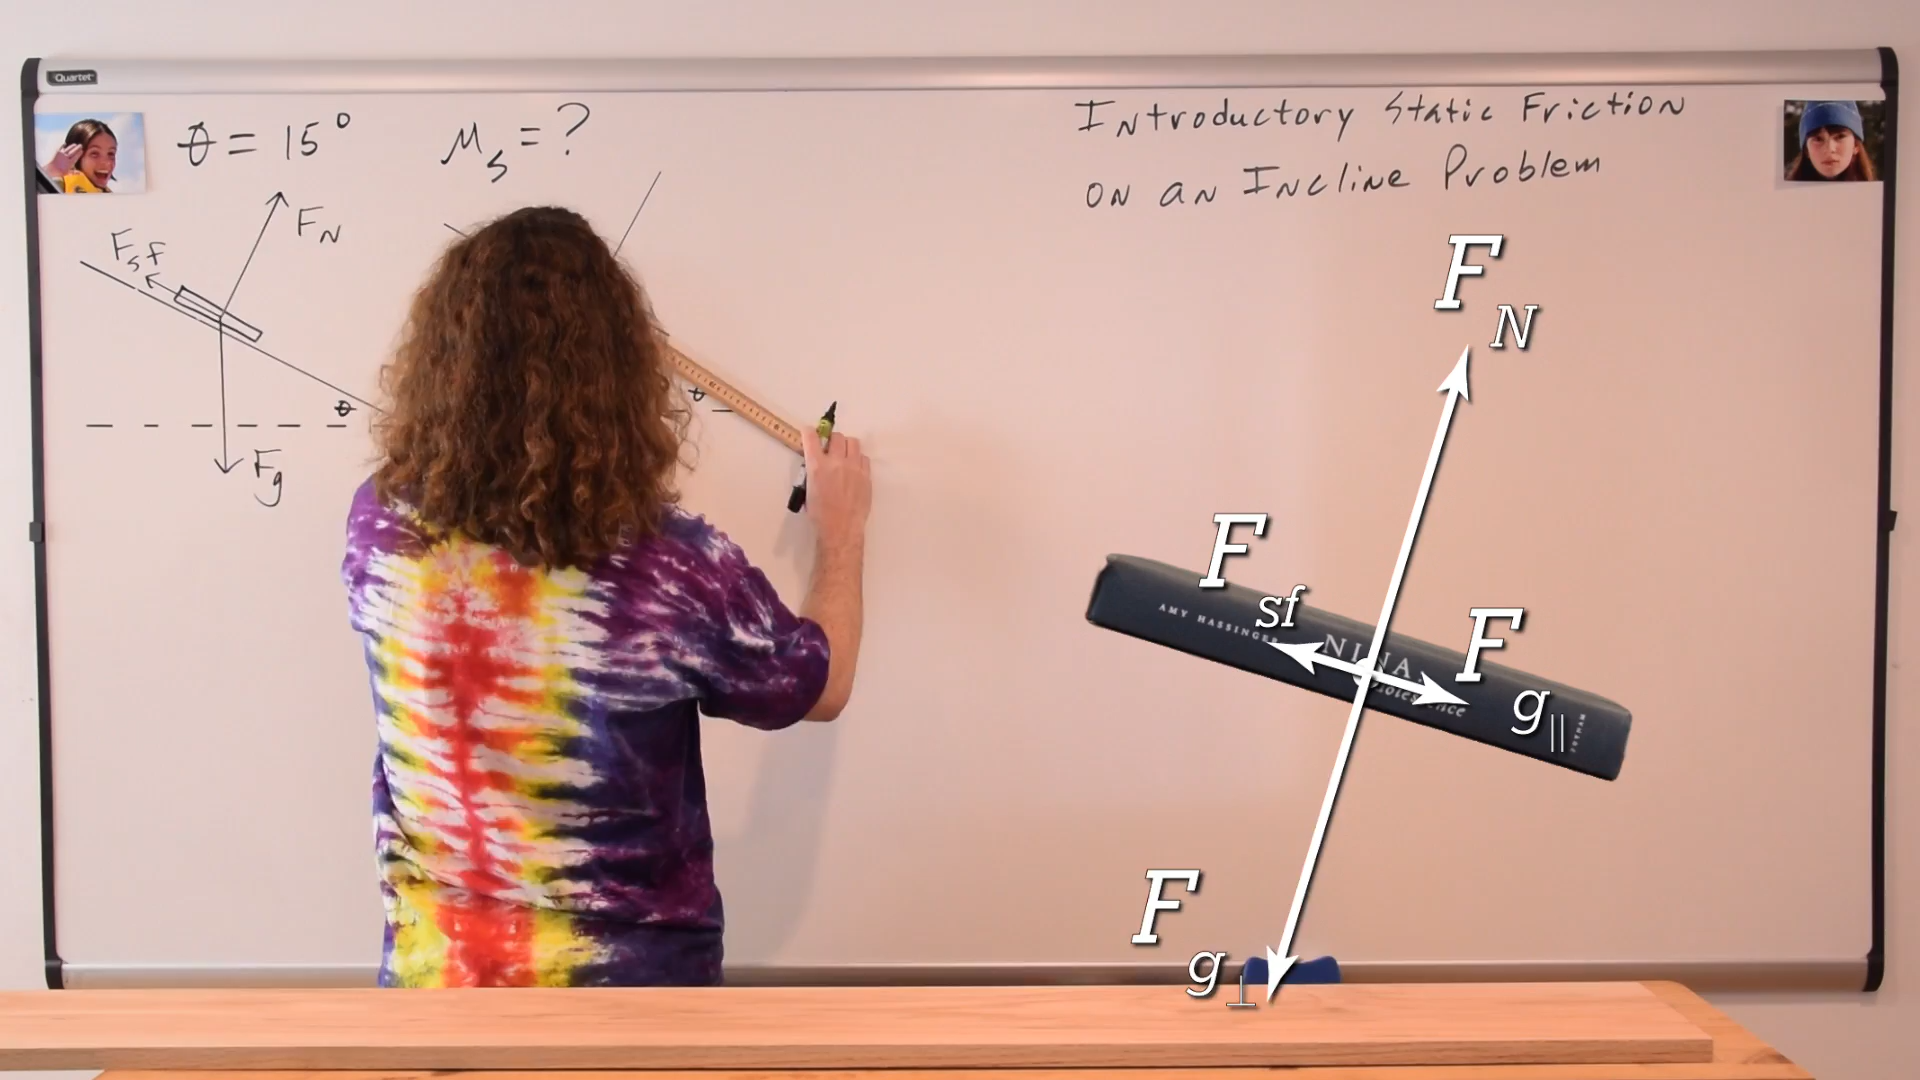 Quartet
θ = 15°
μs = ?
Introductory Static Friction
on an Incline Problem
FN
Fsf
θ
Fg
θ
FN
Fsf
Fg||
AMY HASSINGER
NINA:
Fg⊥